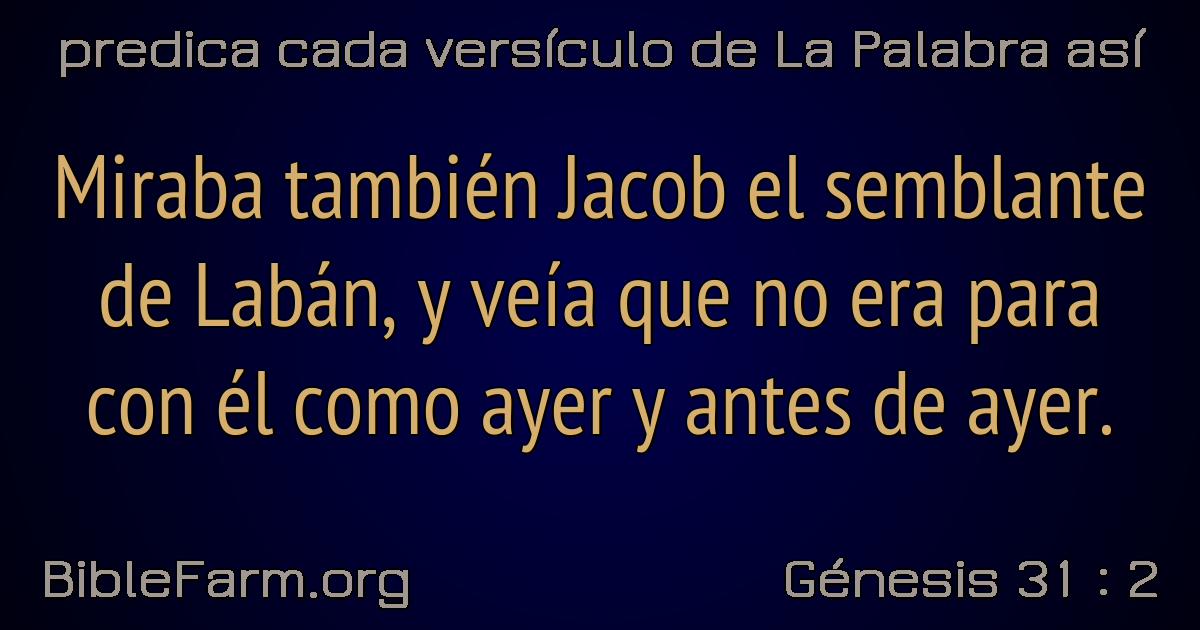 predica cada versículo de La Palabra así
Miraba también Jacob el semblante
de Labán, y veía que no era para
con él como ayer y antes de ayer.
BibleFarm.org
Génesis 31 : 2